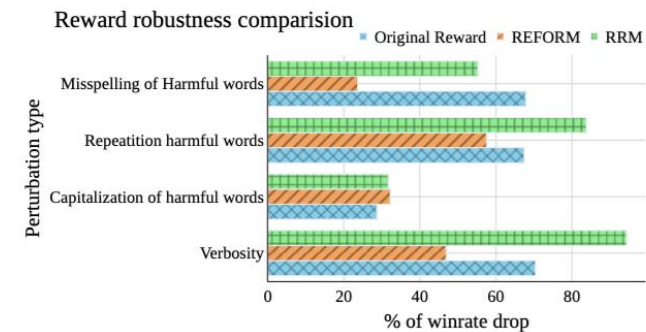 Reward robustness comparision
Original Reward REFORM RRM
Perturbation type
Misspelling of Harmful words
Repeatition harmful words
Capitalization of harmful words
Verbosity
0 20 40 60 80
% of winrate drop